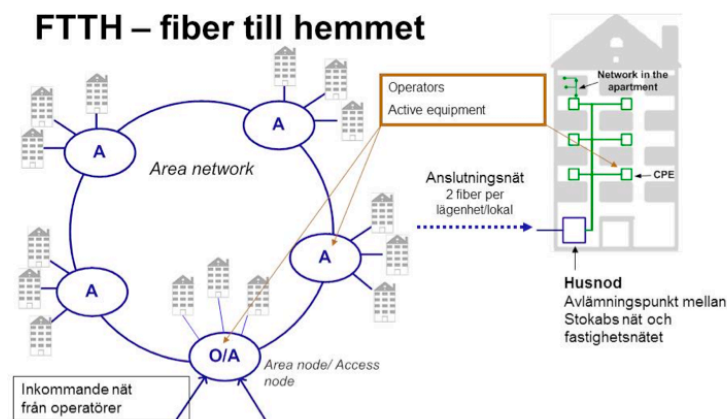 FTTH – fiber till hemmet
Operators
Active equipment
Network in the
apartment
A
A
Area network
Anslutningsnät
2 fiber per
lägenhet/lokal
CPE
A
A
Husnod
Avlämningspunkt mellan
Stokabs nät och
fastighetsnätet
O/A
Area node/ Access
node
Inkommande nät
från operatörer